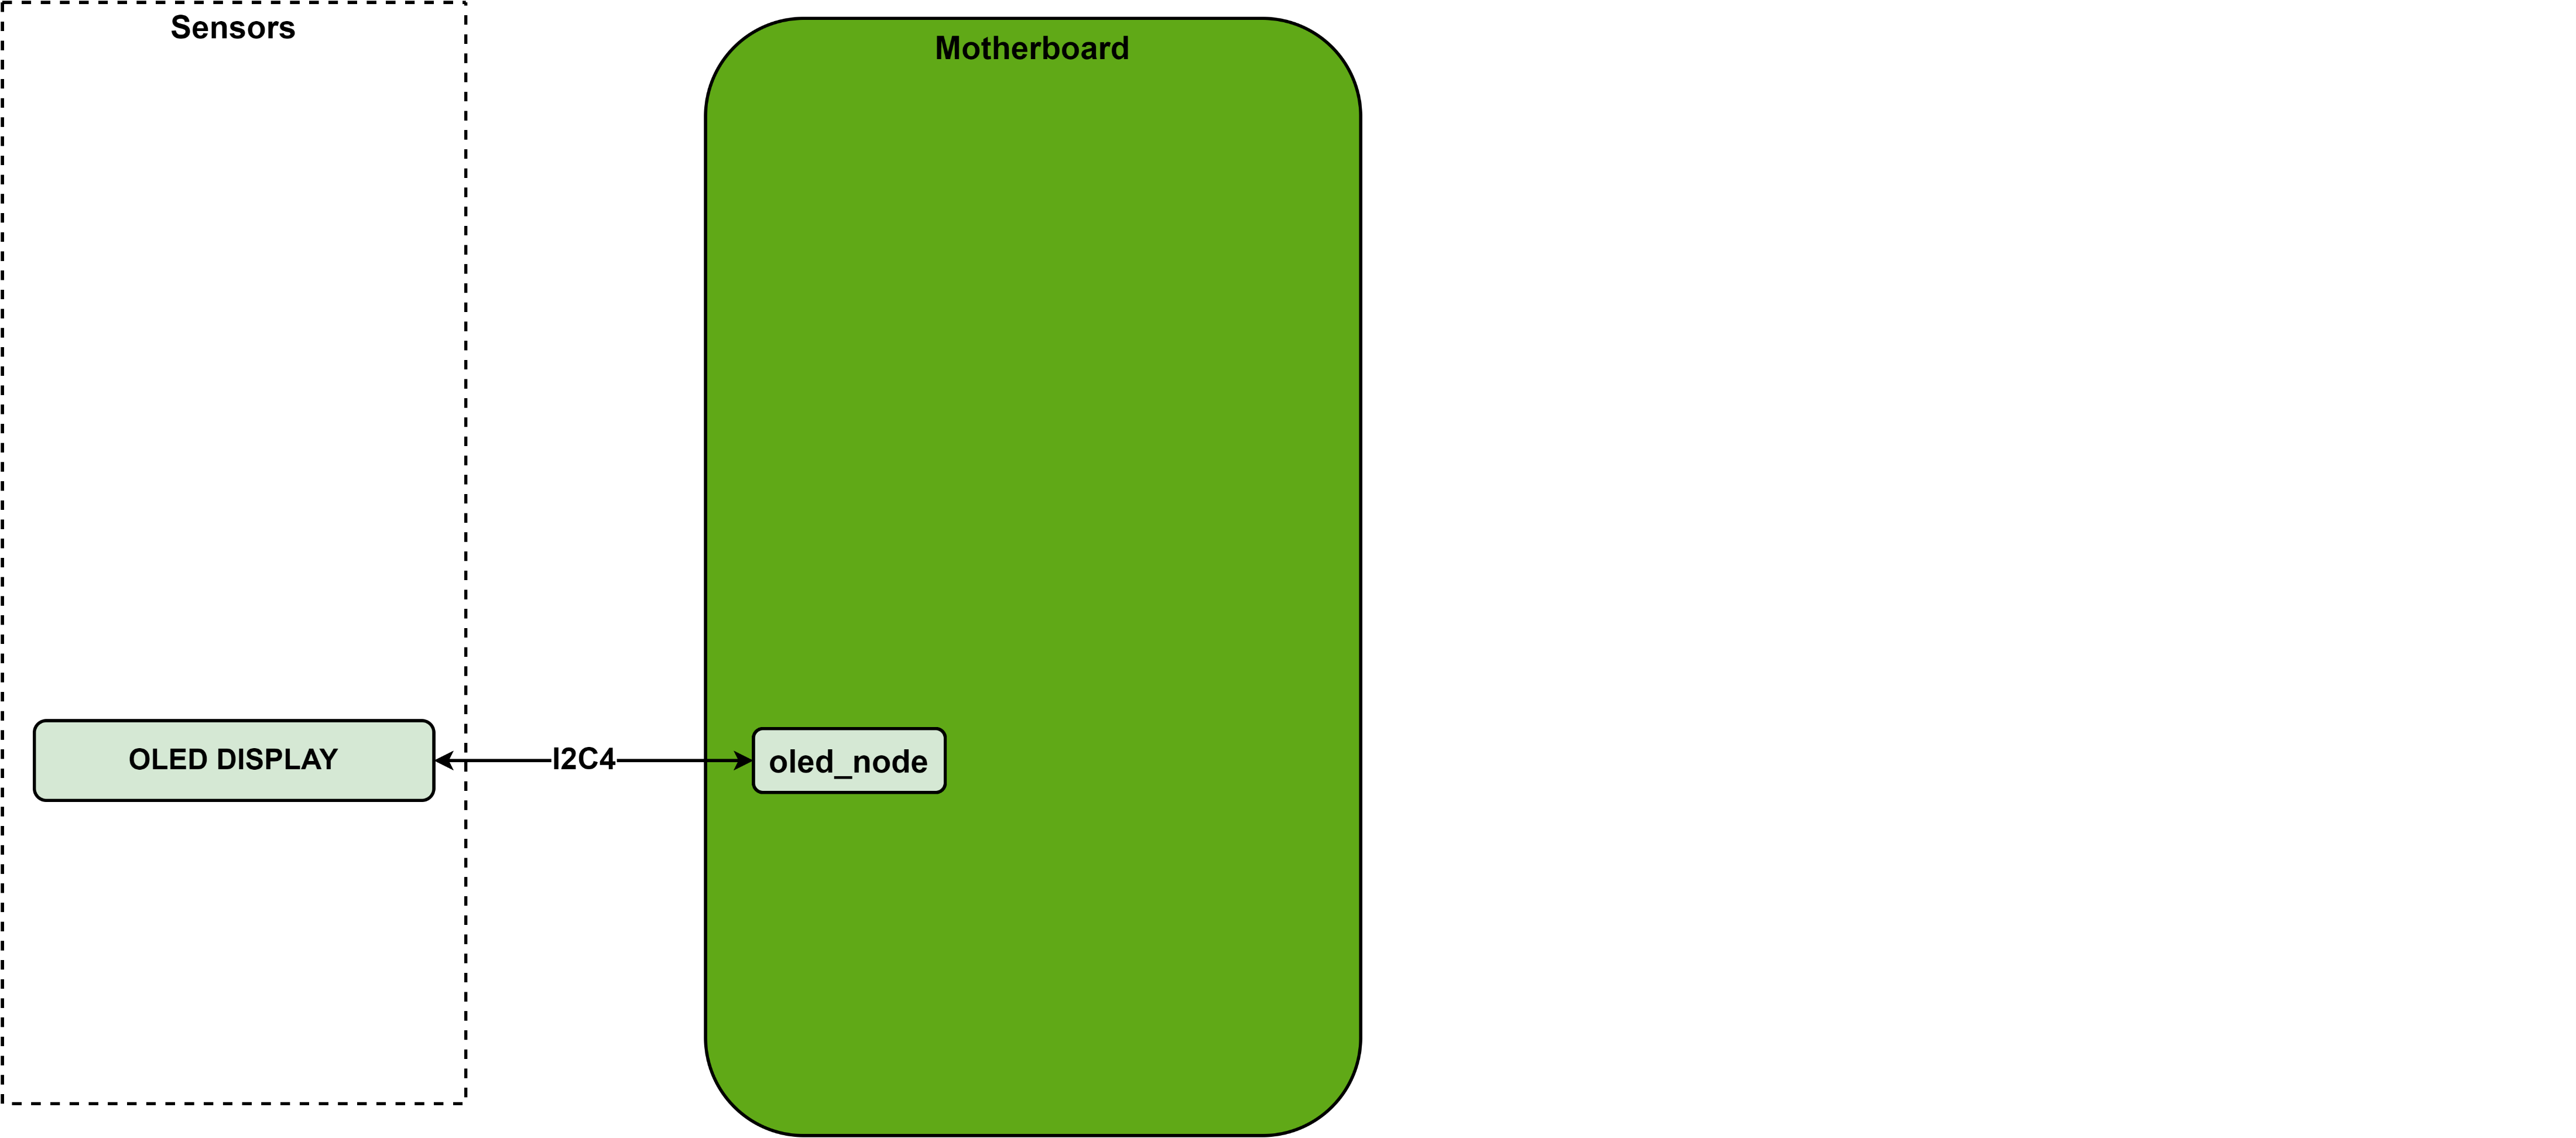 Sensors
Motherboard
OLED DISPLAY
I2C4
oled_node